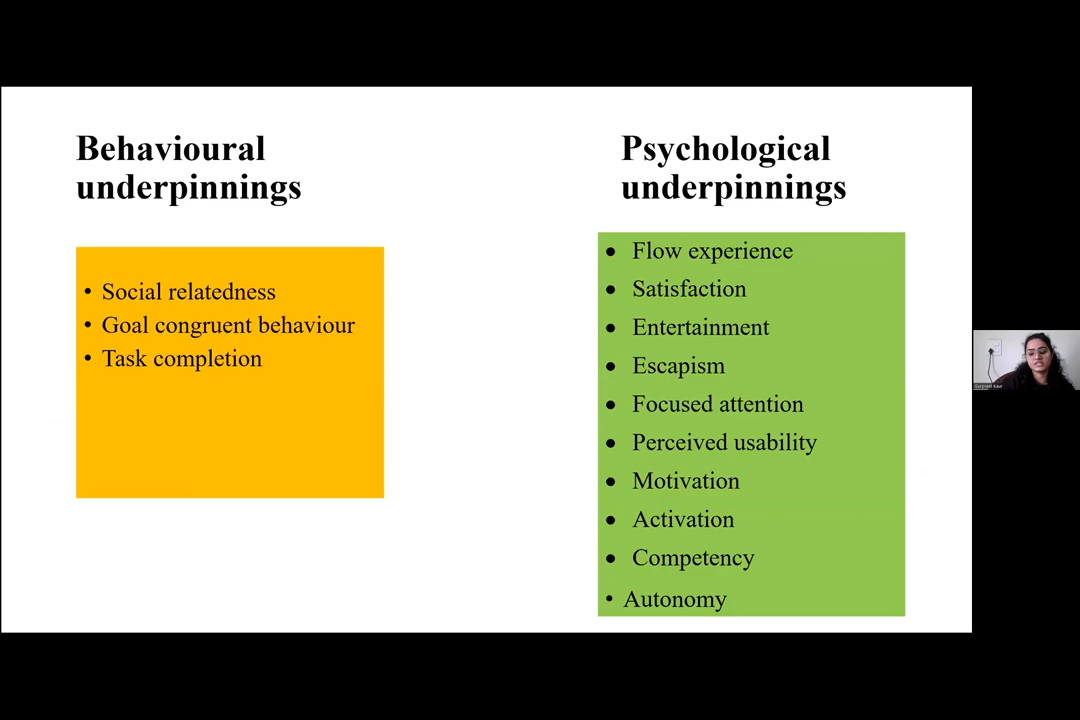 Behavioural
underpinnings
• Social relatedness
• Goal congruent behaviour
• Task completion
Psychological
underpinnings
• Flow experience
• Satisfaction
• Entertainment
• Escapism
• Focused attention
• Perceived usability
• Motivation
• Activation
• Competency
• Autonomy